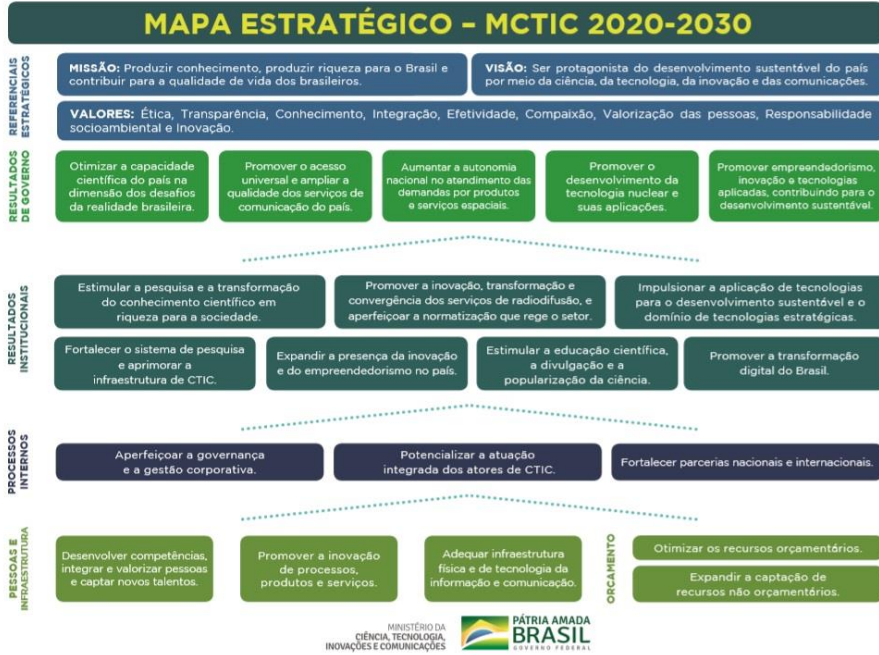 MAPA ESTRATÉGICO – MCTIC 2020-2030
REFERENCIAIS
ESTRATÉGICOS
MISSÃO: Produzir conhecimento, produzir riqueza para o Brasil e
contribuir para a qualidade de vida dos brasileiros.
VISÃO: Ser protagonista do desenvolvimento sustentável do país
por meio da ciência, da tecnologia, da inovação e das comunicações.
VALORES: Ética, Transparência, Conhecimento, Integração, Efetividade, Compaixão, Valorização das pessoas, Responsabilidade
socioambiental e Inovação.
RESULTADOS
DE GOVERNO
Otimizar a capacidade
científica do país na
dimensão dos desafios
da realidade brasileira.
Promover o acesso
universal e ampliar a
qualidade dos serviços de
comunicação do país.
Aumentar a autonomia
nacional no atendimento das
demandas por produtos
e serviços espaciais.
Promover o
desenvolvimento da
tecnologia nuclear e
suas aplicações.
Promover empreendedorismo,
inovação e tecnologias
aplicadas, contribuindo para o
desenvolvimento sustentável.
RESULTADOS
INSTITUCIONAIS
Estimular a pesquisa e a transformação
do conhecimento científico em
riqueza para a sociedade.
Promover a inovação, transformação e
convergência dos serviços de radiodifusão, e
aperfeiçoar a normatização que rege o setor.
Impulsionar a aplicação de tecnologias
para o desenvolvimento sustentável e o
domínio de tecnologias estratégicas.
Fortalecer o sistema de pesquisa
e aprimorar a
infraestrutura de CTIC.
Expandir a presença da inovação
e do empreendedorismo no país.
Estimular a educação científica,
a divulgação e a
popularização da ciência.
Promover a transformação
digital do Brasil.
PROCESSOS
INTERNOS
Aperfeiçoar a governança
e a gestão corporativa.
Potencializar a atuação
integrada dos atores de CTIC.
Fortalecer parcerias nacionais e internacionais.
PESSOAS E
INFRAESTRUTURA
Desenvolver competências,
integrar e valorizar pessoas
e captar novos talentos.
Promover a inovação
de processos,
produtos e serviços.
Adequar infraestrutura
física e de tecnologia da
informação e comunicação.
ORÇAMENTO
Otimizar os recursos orçamentários.
Expandir a captação de
recursos não orçamentários.
MINISTÉRIO DA
CIÊNCIA, TECNOLOGIA,
INOVAÇÕES E COMUNICAÇÕES
PÁTRIA AMADA
BRASIL
GOVERNO FEDERAL